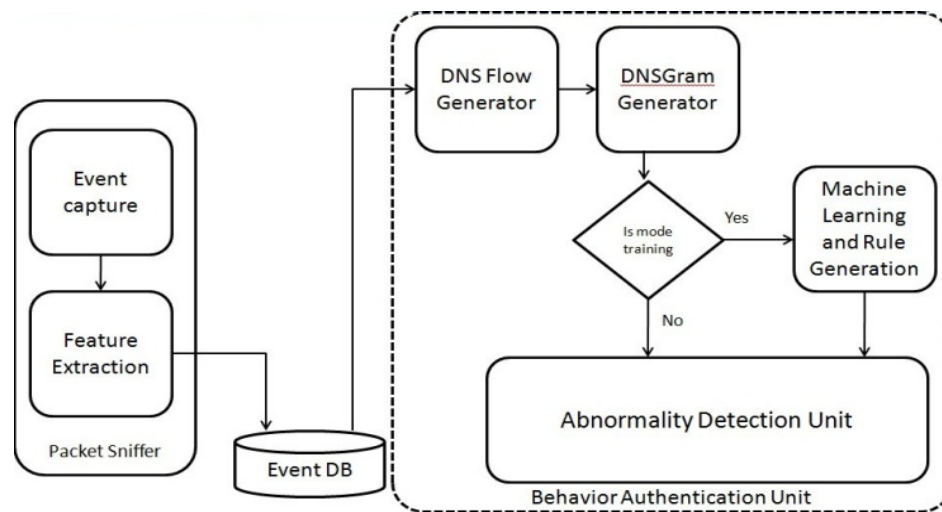 Event
capture
Feature
Extraction
Packet Sniffer
Event DB
DNS Flow
Generator
DNSGram
Generator
Is mode
training
Yes
No
Machine
Learning
and Rule
Generation
Abnormality Detection Unit
Behavior Authentication Unit